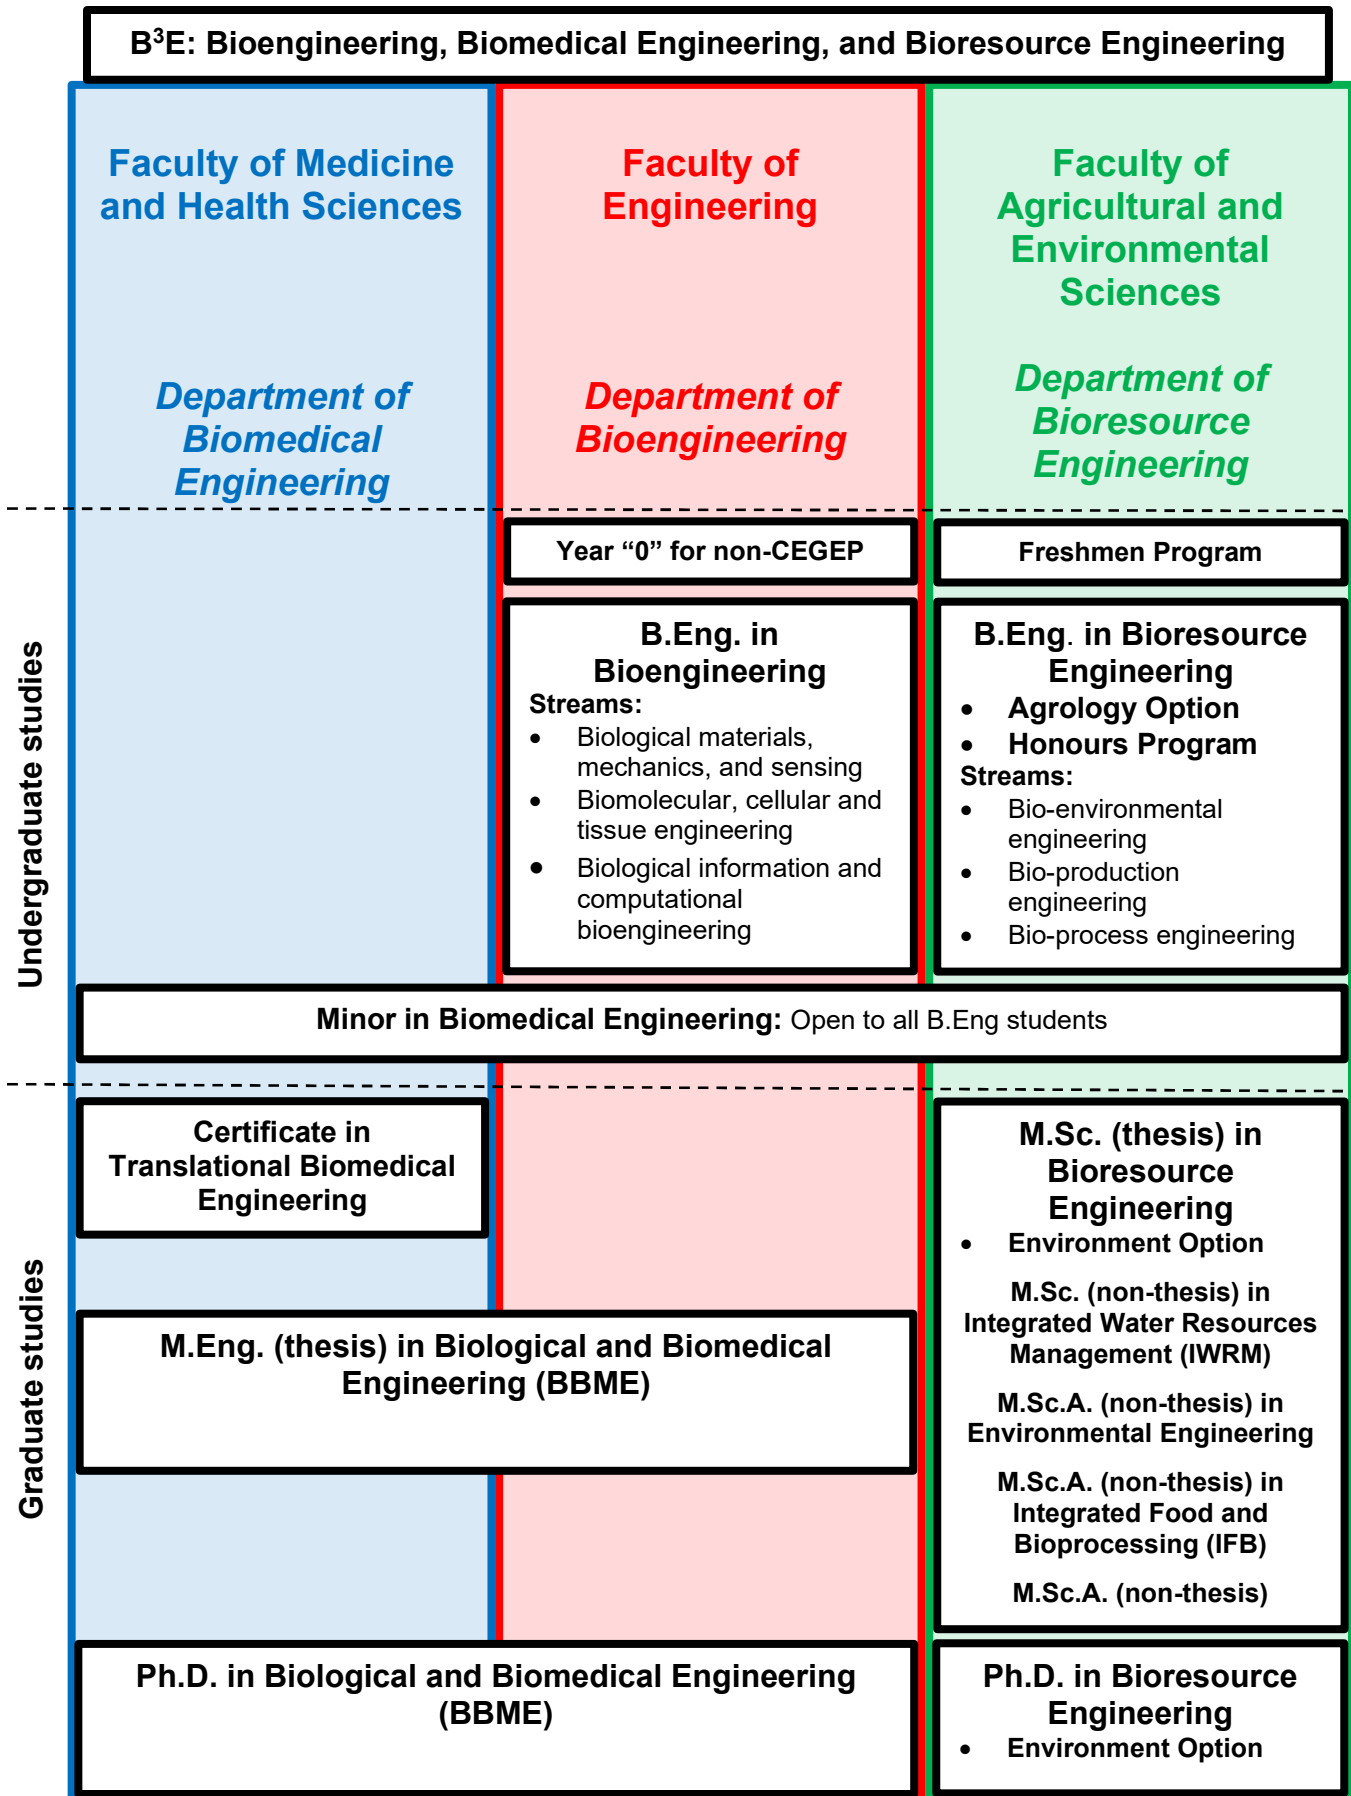 B³E: Bioengineering, Biomedical Engineering, and Bioresource Engineering
Faculty of Medicine
and Health Sciences
Department of
Biomedical
Engineering
Faculty of
Engineering
Department of
Bioengineering
Faculty of
Agricultural and
Environmental
Sciences
Department of
Bioresource
Engineering
Undergraduate studies
Year “0” for non-CEGEP
Freshmen Program
B.Eng. in
Bioengineering
Streams:
• Biological materials,
mechanics, and sensing
• Biomolecular, cellular and
tissue engineering
• Biological information and
computational
bioengineering
B.Eng. in Bioresource
Engineering
• Agrology Option
• Honours Program
Streams:
• Bio-environmental
engineering
• Bio-production
engineering
• Bio-process engineering
Minor in Biomedical Engineering: Open to all B.Eng students
Graduate studies
Certificate in
Translational Biomedical
Engineering
M.Eng. (thesis) in Biological and Biomedical
Engineering (BBME)
M.Sc. (thesis) in
Bioresource
Engineering
• Environment Option
M.Sc. (non-thesis) in
Integrated Water Resources
Management (IWRM)
M.Sc.A. (non-thesis) in
Environmental Engineering
M.Sc.A. (non-thesis) in
Integrated Food and
Bioprocessing (IFB)
M.Sc.A. (non-thesis)
Ph.D. in Biological and Biomedical Engineering
(BBME)
Ph.D. in Bioresource
Engineering
• Environment Option